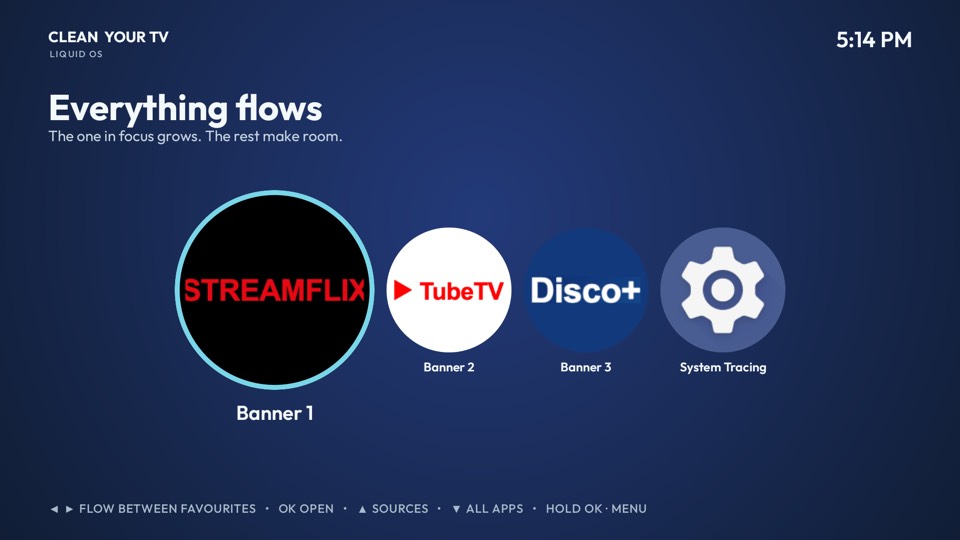 CLEAN YOUR TV
LIQUID OS
5:14 PM
Everything flows
The one in focus grows. The rest make room.
STREAMFLIX
TubeTV
Disco+
Banner 1
Banner 2
Banner 3
System Tracing
◄ ► FLOW BETWEEN FAVOURITES • OK OPEN • ▲ SOURCES • ▼ ALL APPS • HOLD OK · MENU